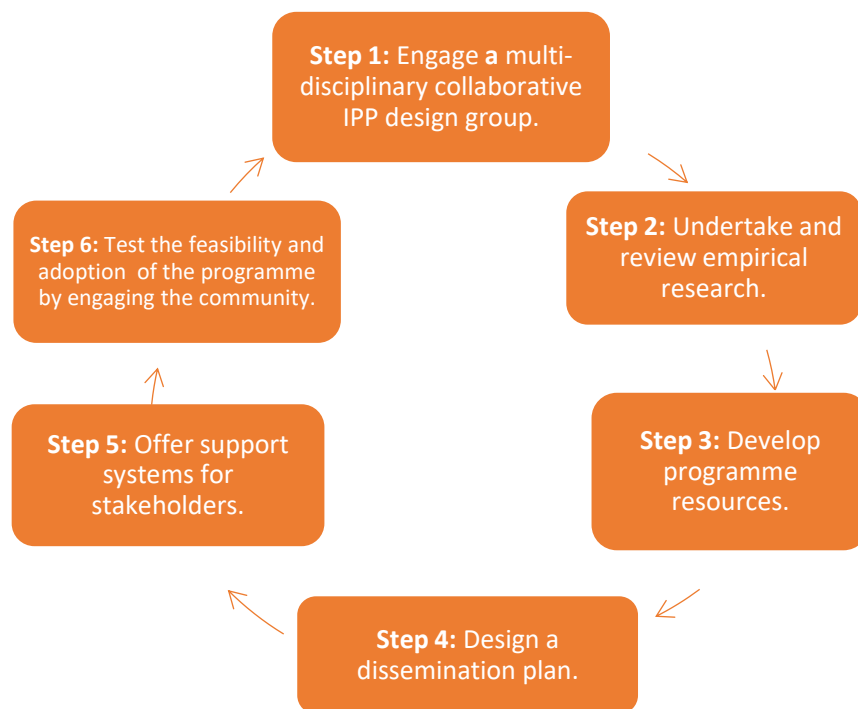 Step 1: Engage a multi-
disciplinary collaborative
IPP design group.
Step 2: Undertake and
review empirical
research.
Step 3: Develop
programme
resources.
Step 4: Design a
dissemination plan.
Step 5: Offer support
systems for
stakeholders.
Step 6: Test the feasibility and
adoption of the programme
by engaging the community.